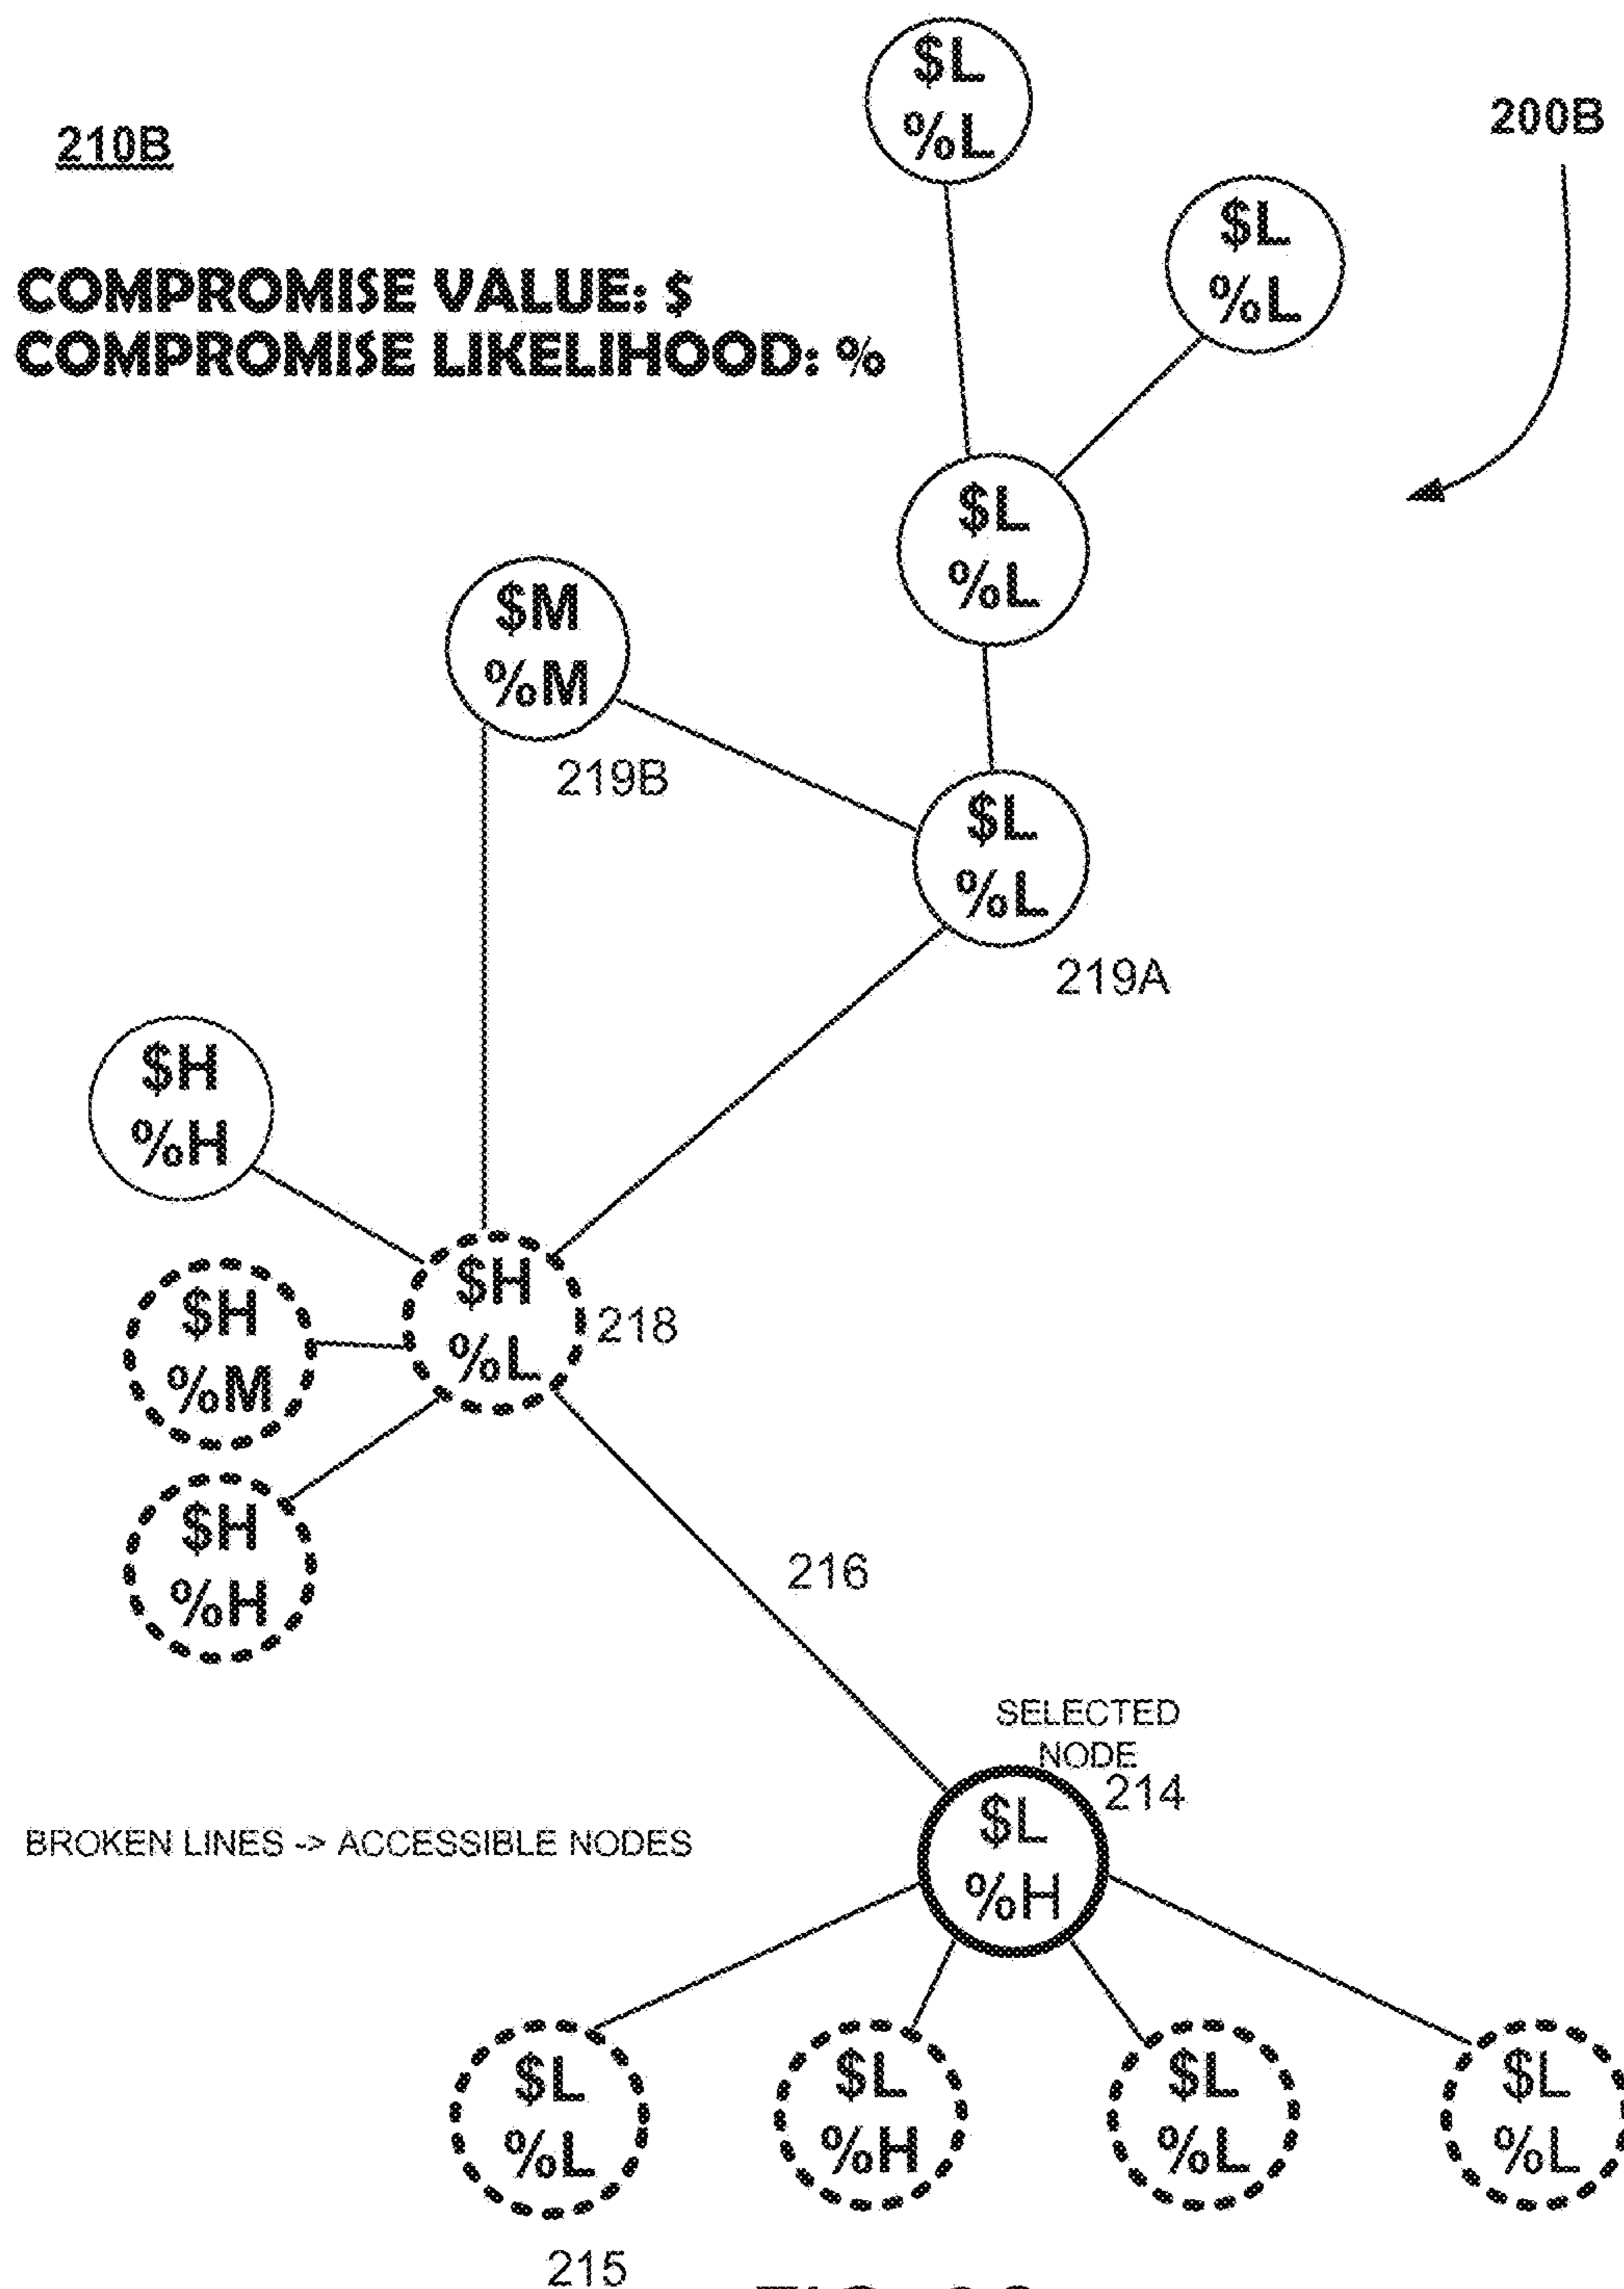 $L
%L
200B
210B
$L
%L
COMPROMISE VALUE: $
COMPROMISE LIKELIHOOD: %
$L
%L
$M
%M
219B
$L
%L
219A
$H
%H
$H
%L
218
$H
%M
$H
%H
216
SELECTED
NODE
214
$L
%H
BROKEN LINES -> ACCESSIBLE NODES
$L
%L
$L
%H
$L
%L
$L
%L
215